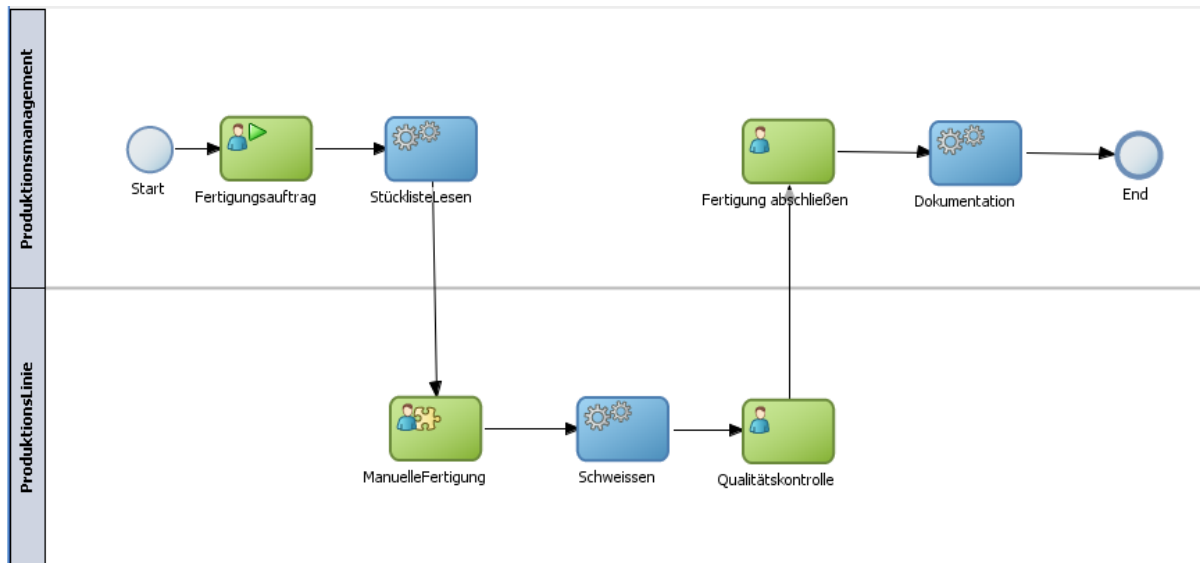 Produktionsmanagement
Start
Fertigungsauftrag
StücklisteLesen
Fertigung abschließen
Dokumentation
End
ProduktionsLinie
ManuelleFertigung
Schweissen
Qualitätskontrolle